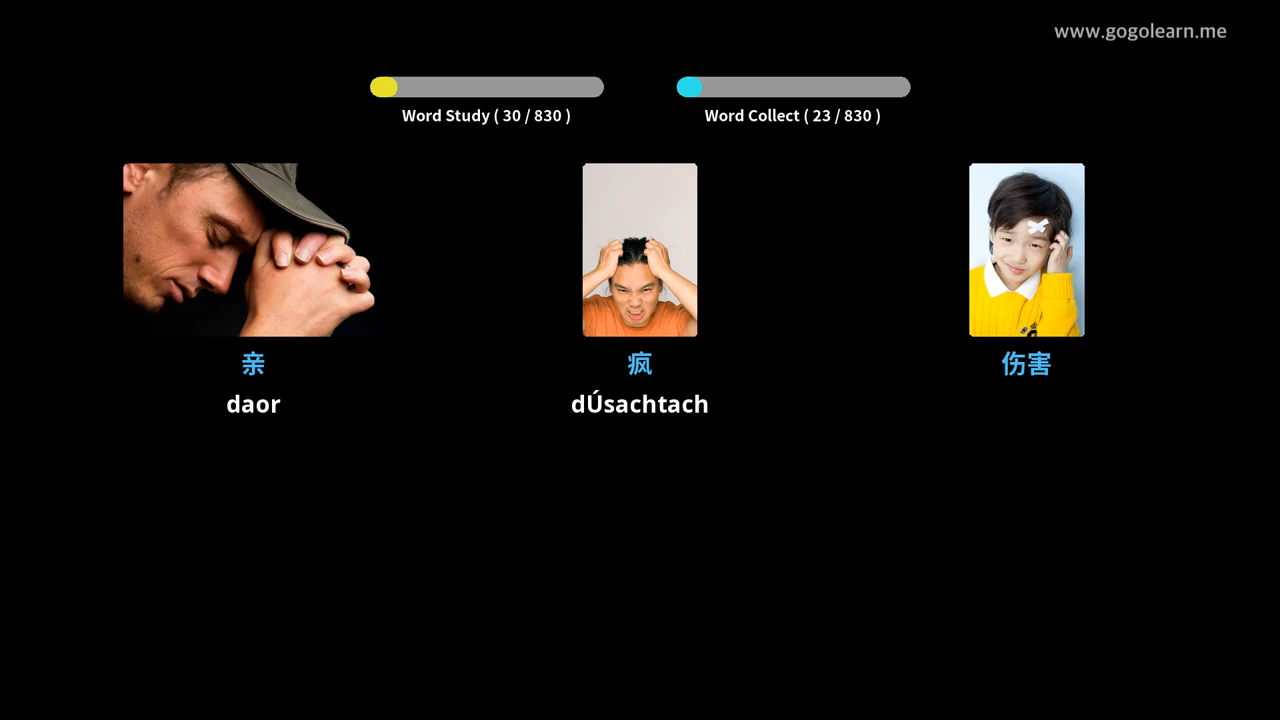 www.gogolearn.me
Word Study ( 30 / 830 )
Word Collect ( 23 / 830 )
亲
疯
伤害
daor
dÚsachtach